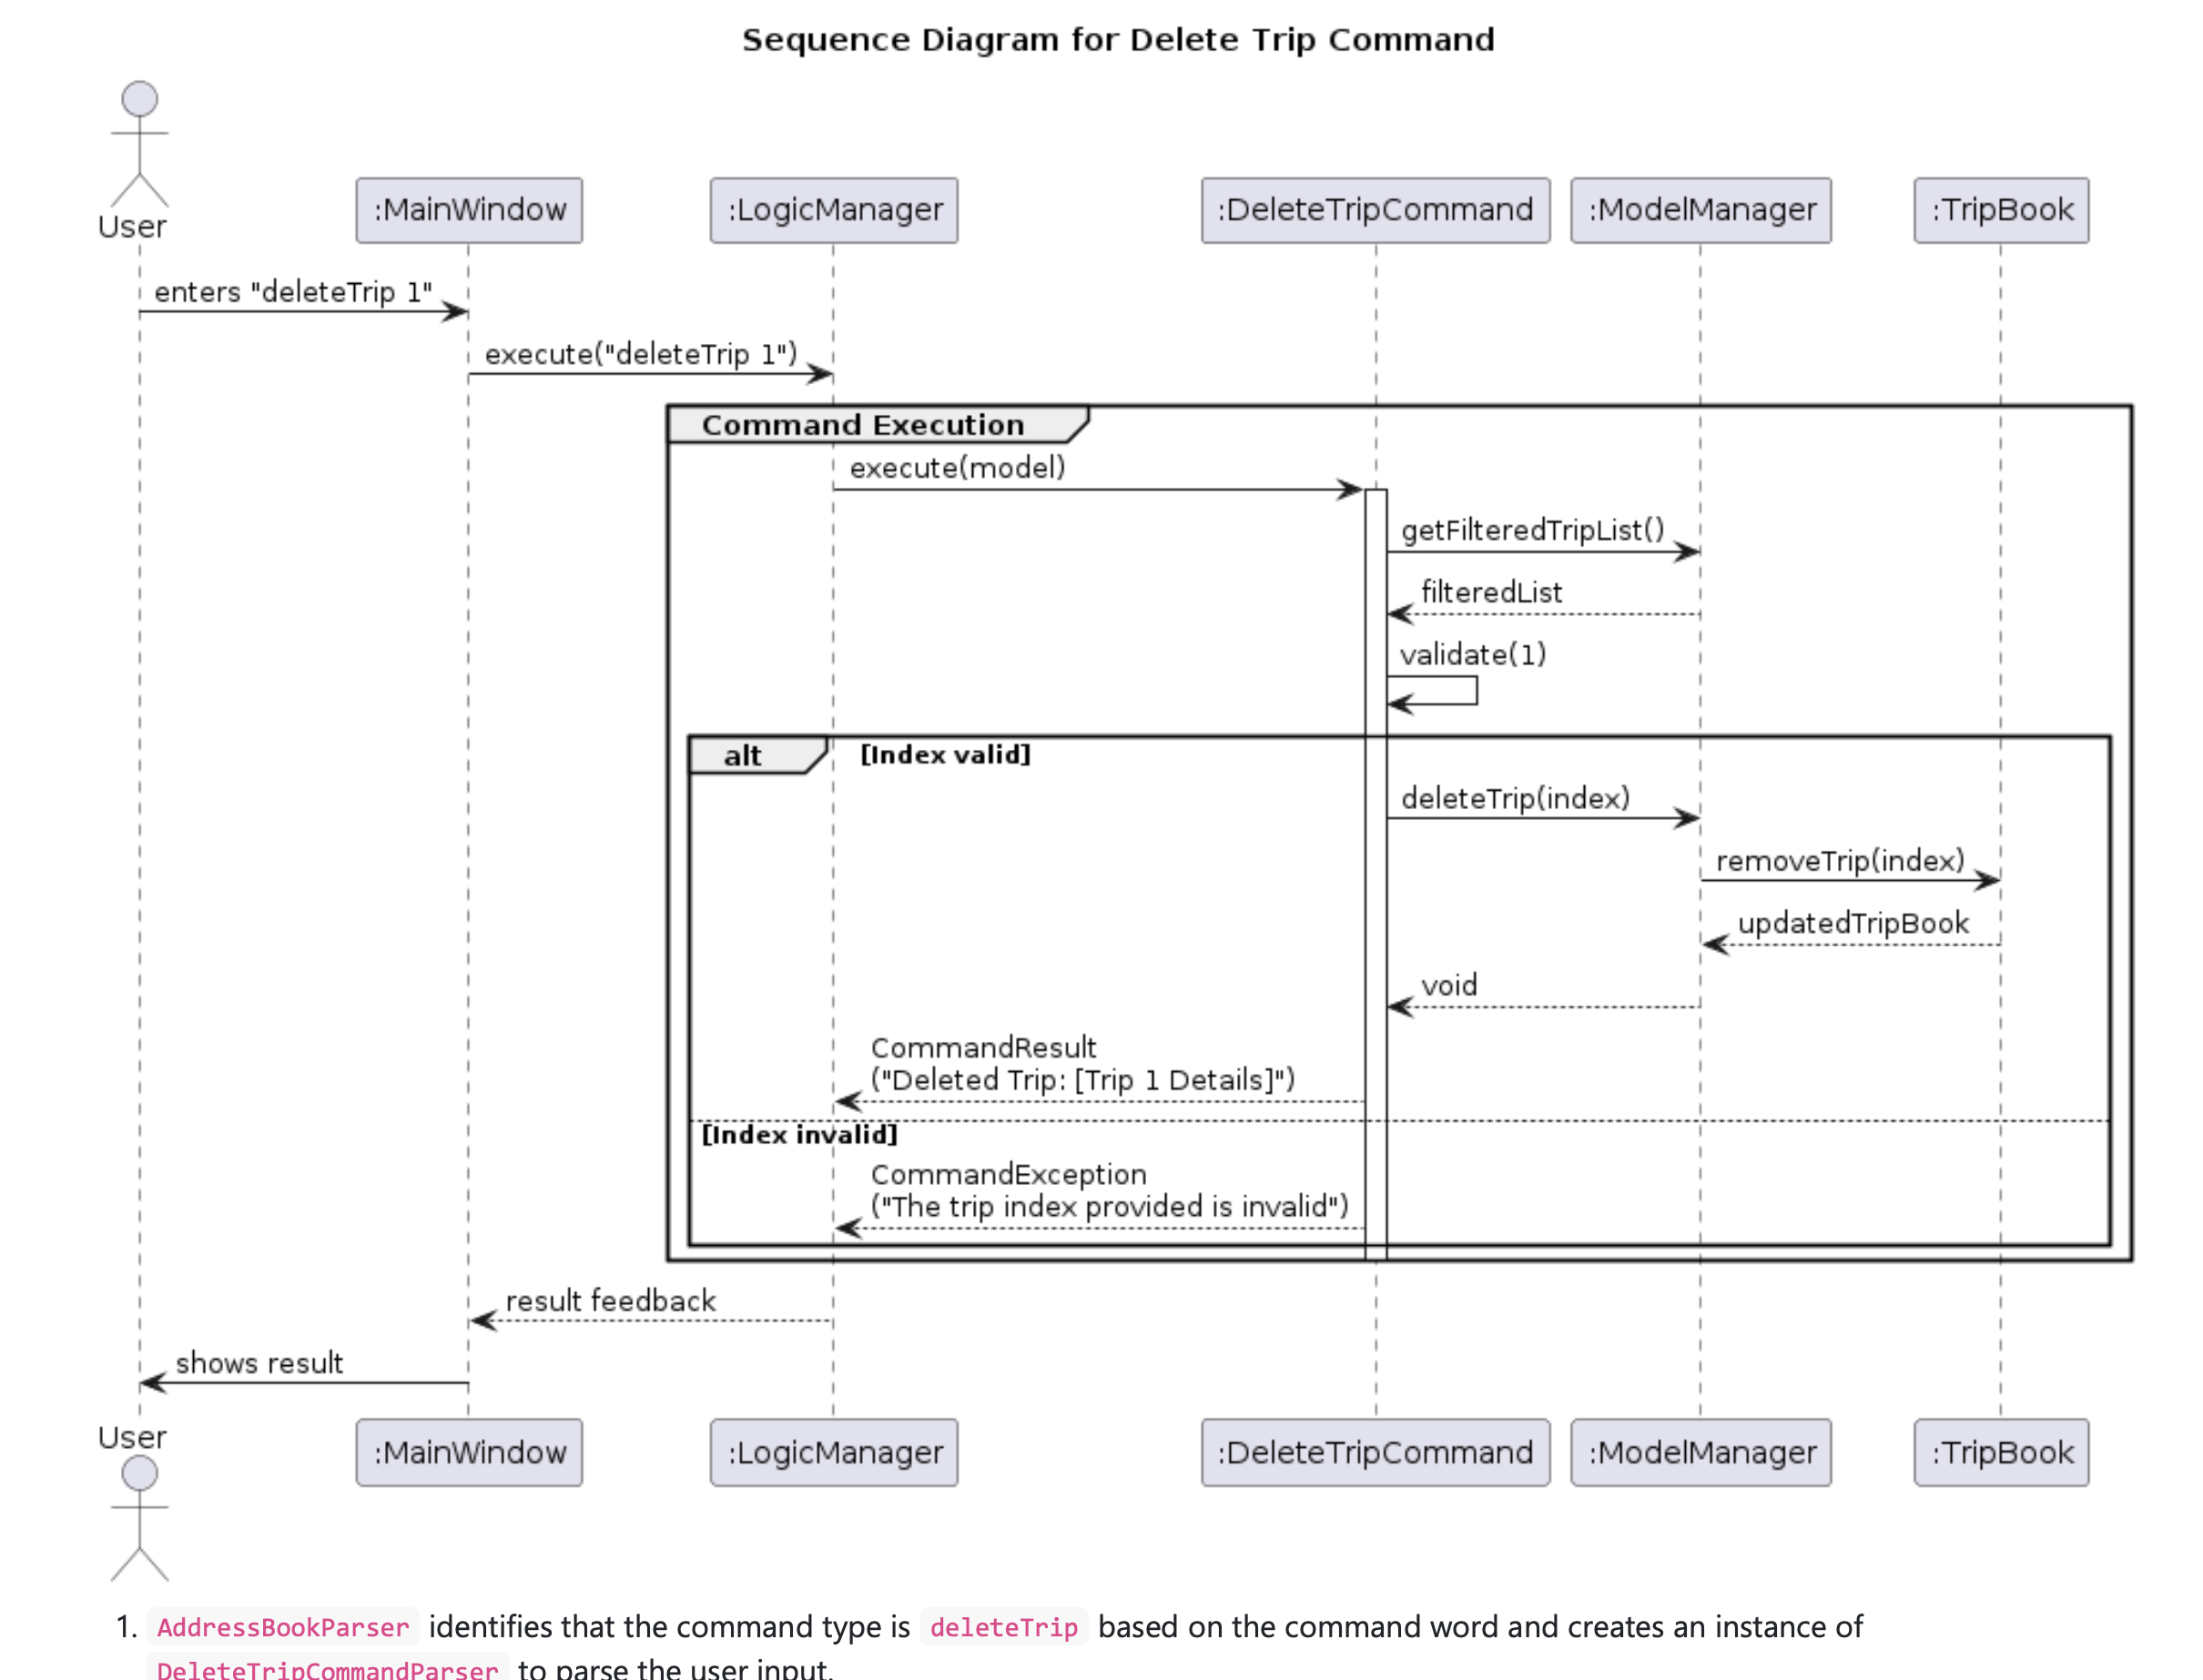 Sequence Diagram for Delete Trip Command
User
:MainWindow
:LogicManager
:DeleteTripCommand
:ModelManager
:TripBook
enters "deleteTrip 1"
execute("deleteTrip 1")
Command Execution
execute(model)
getFilteredTripList()
filteredList
validate(1)
alt
[Index valid]
deleteTrip(index)
removeTrip(index)
updatedTripBook
void
CommandResult
("Deleted Trip: [Trip 1 Details]")
[Index invalid]
CommandException
("The trip index provided is invalid")
result feedback
shows result
User
:MainWindow
:LogicManager
:DeleteTripCommand
:ModelManager
:TripBook
1. AddressBookParser identifies that the command type is deleteTrip based on the command word and creates an instance of
DeleteTripCommandParser to parse the user input.